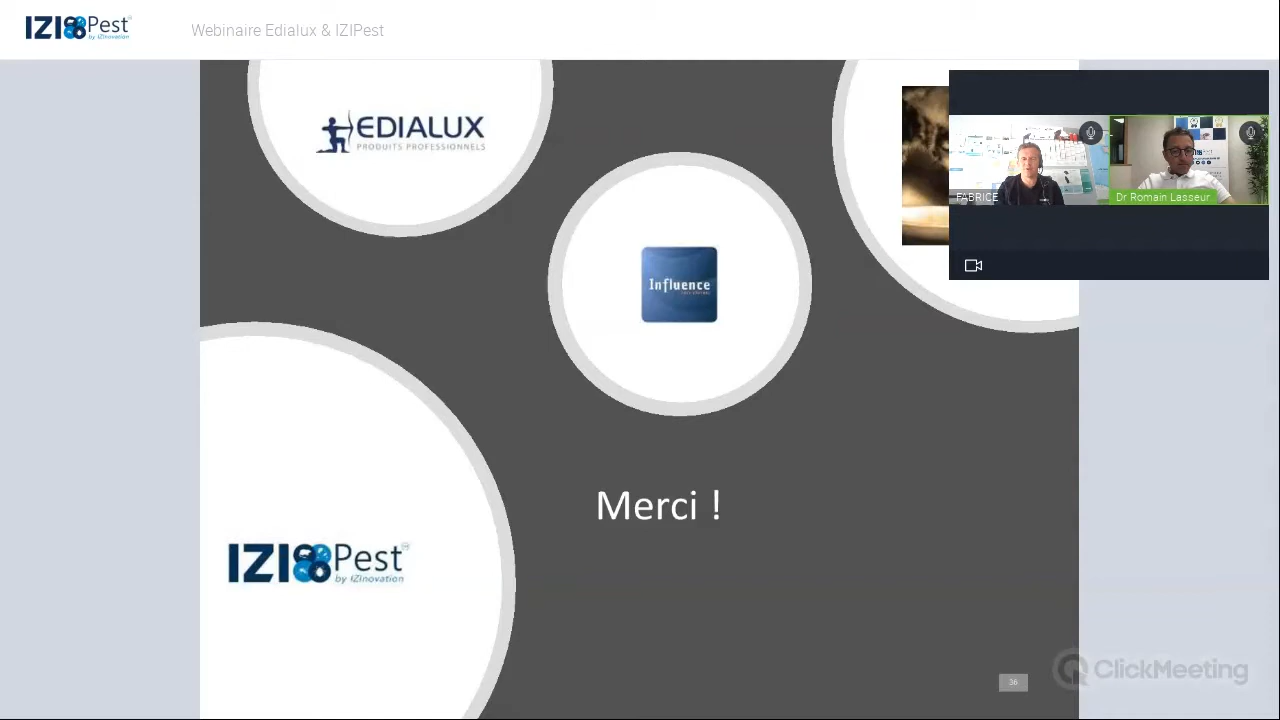 IZI Pest
by IZInovation
Webinaire Edialux & IZIPest
EDIALUX
PRODUITS PROFESSIONNELS
FABRICE
Dr Romain Lasseur
Influence
Merci !
IZI Pest
by IZInovation
36
ClickMeeting